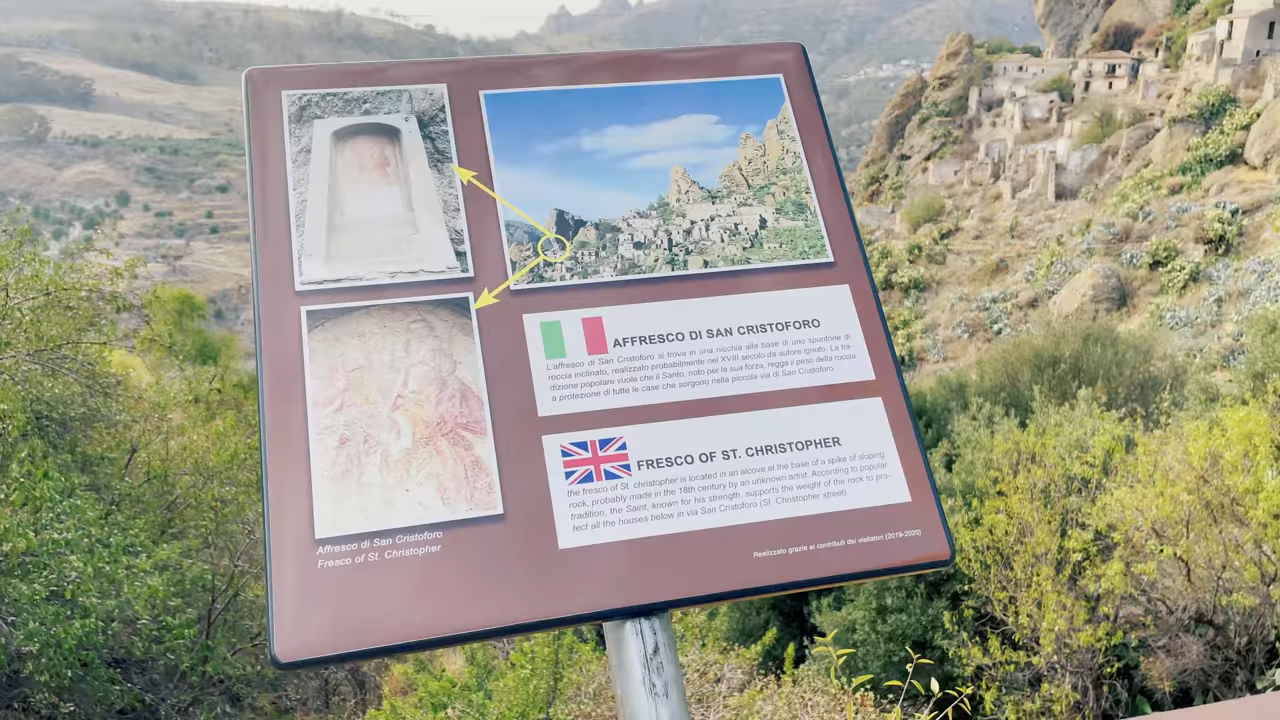 AFFRESCO DI SAN CRISTOFORO
L'affresco di San Cristoforo si trova in una nicchia alla base di uno spuntone di
roccia inclinato, realizzato probabilmente nel XVIII secolo da autore ignoto. La tra-
dizione popolare vuole che il Santo, noto per la sua forza, regga il peso della roccia
a protezione di tutte le case che sorgono nella piccola via di San Cristoforo.
FRESCO OF ST. CHRISTOPHER
the fresco of St. christopher is located in an alcove at the base of a spike of sloping
rock, probably made in the 18th century by an unknown artist. According to popular
tradition, the Saint, known for his strength, supports the weight of the rock to pro-
tect all the houses below in via San Cristoforo (St. Christopher street)
Affresco di San Cristoforo
Fresco of St. Christopher
Realizzato grazie ai contributi dei visitatori (2019-2020)